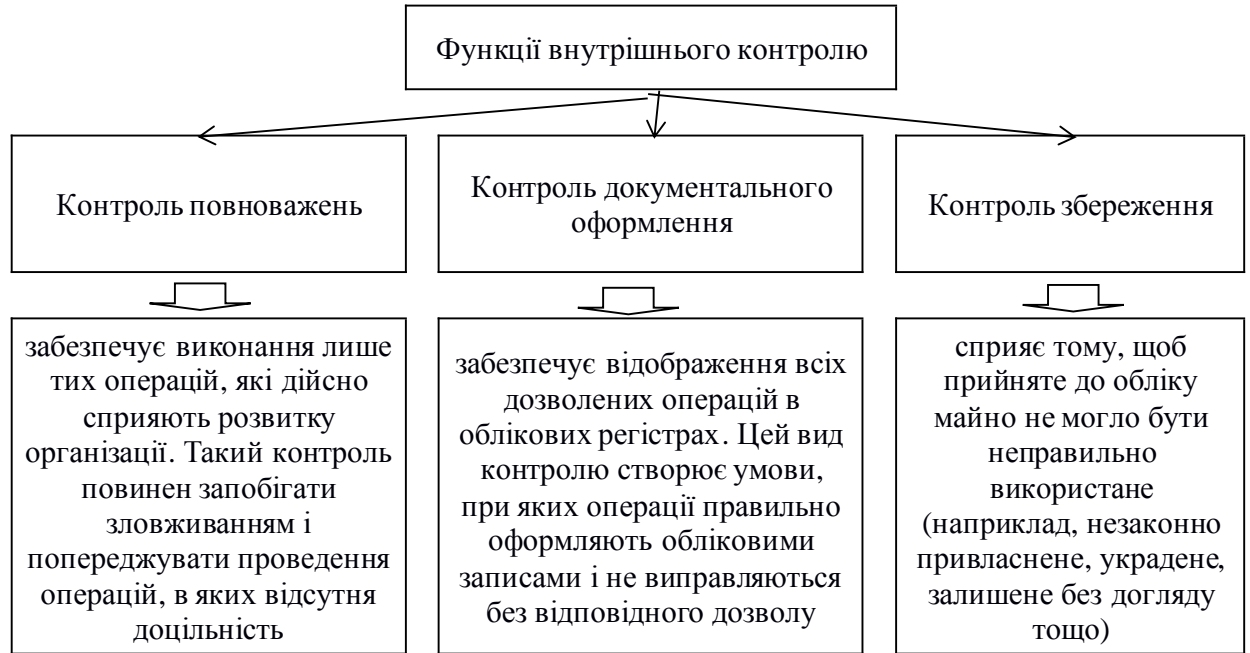 Функції внутрішнього контролю
Контроль повноважень
Контроль документального
оформлення
Контроль збереження
забезпечує виконання лише
тих операцій, які дійсно
сприяють розвитку
організації. Такий контроль
повинен запобігати
зловживанням і
попереджувати проведення
операцій, в яких відсутня
доцільність
забезпечує відображення всіх
дозволених операцій в
облікових регістрах. Цей вид
контролю створює умови,
при яких операції правильно
оформляють обліковими
записами і не виправляються
без відповідного дозволу
сприяє тому, щоб
прийняте до обліку
майно не могло бути
неправильно
використане
(наприклад, незаконно
привласнене, украдене,
залишене без догляду
тощо)